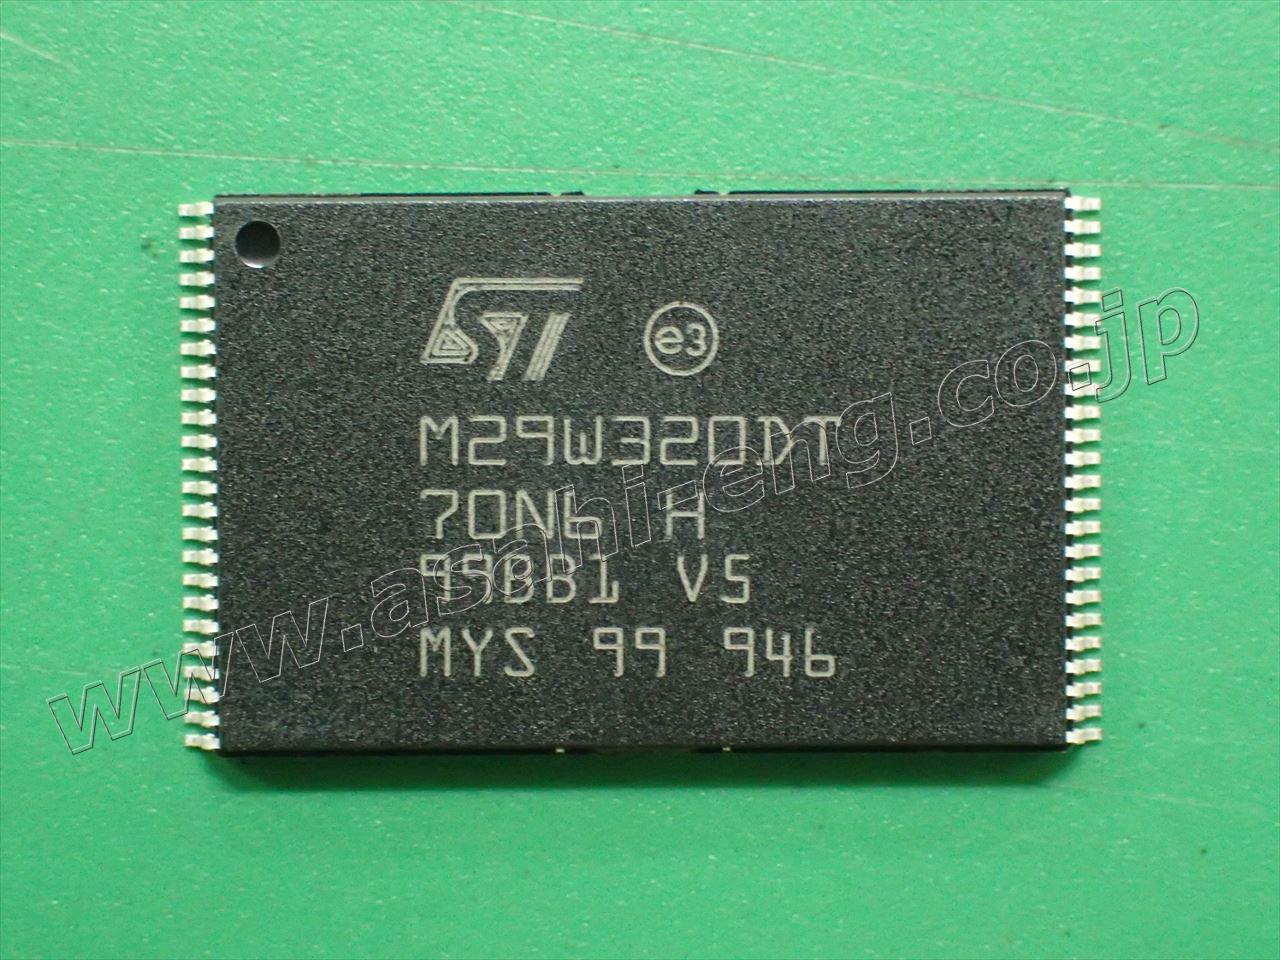 ST e3
M29W320DT
70N6 H
95BB1 V5
MYS 99 946
www.asahi-eng.co.jp